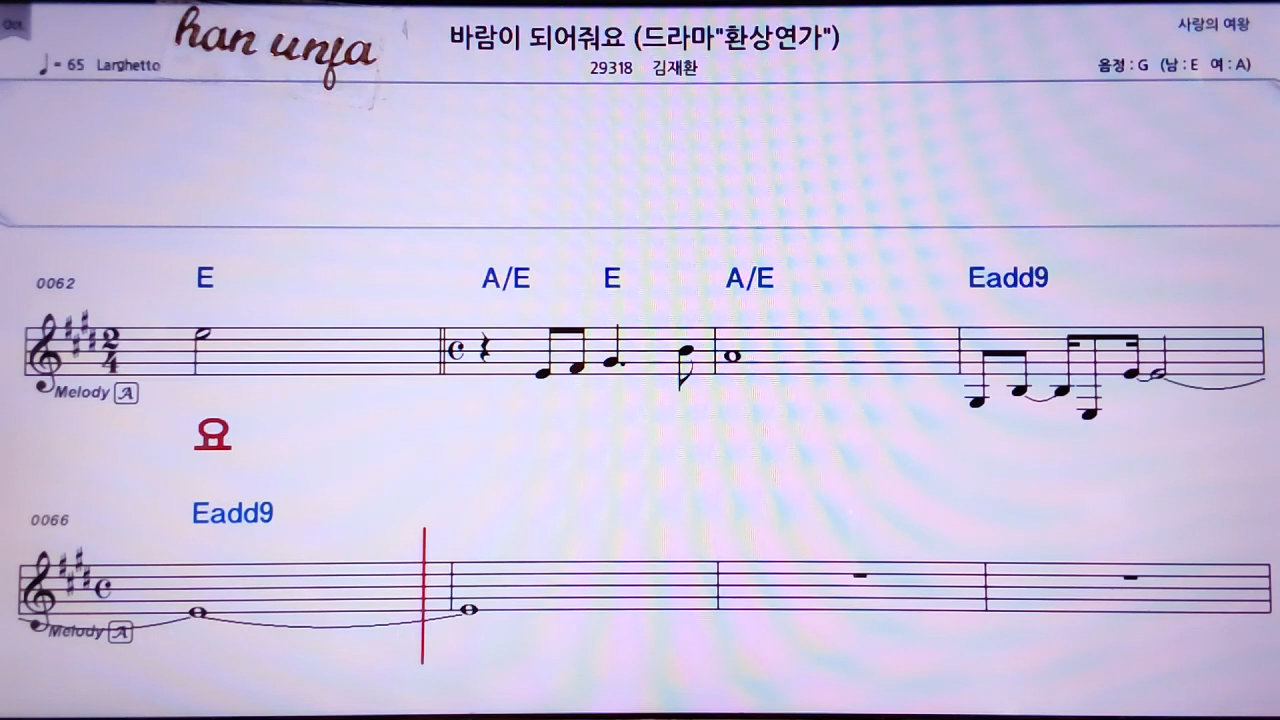 han unja
바람이 되어줘요 (드라마"환상연가")
사랑의 여왕
♩= 65 Larghetto
29318 김재환
음정 : G (남 : E 여 : A)
0062
E A/E E A/E Eadd9
2
4
Melody A
요
0066
Eadd9
Melody A